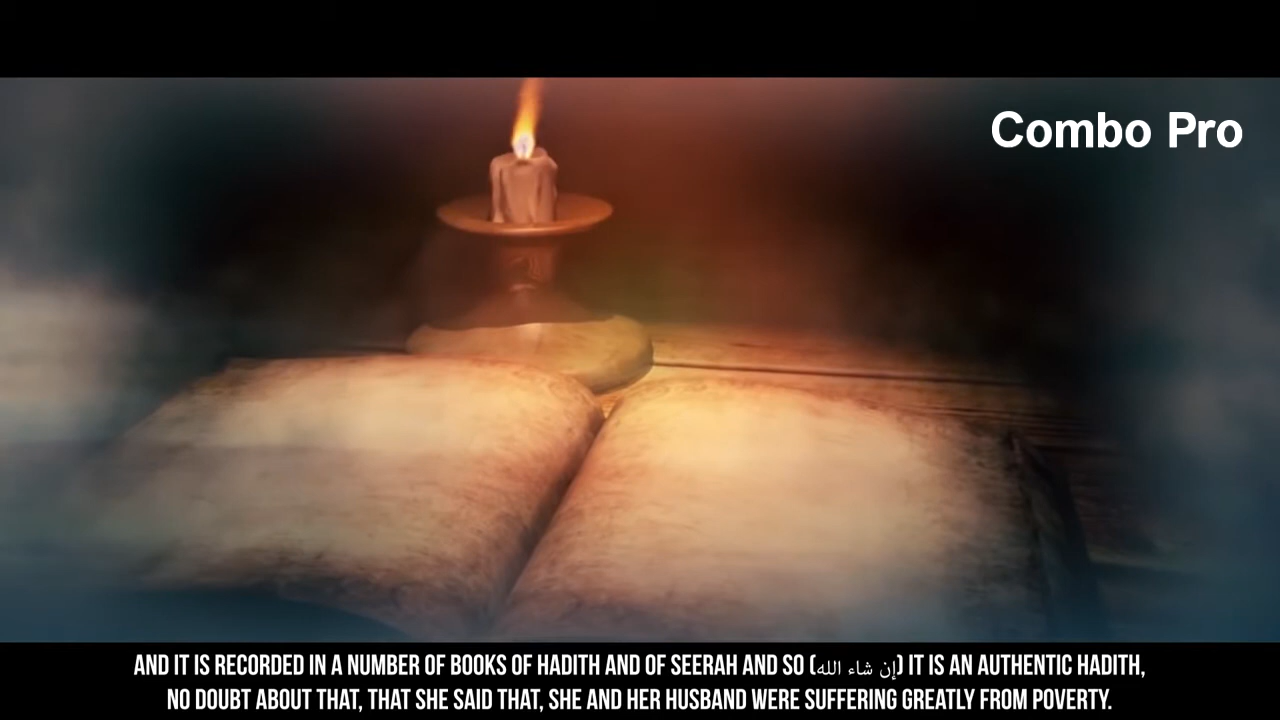 Combo Pro
AND IT IS RECORDED IN A NUMBER OF BOOKS OF HADITH AND OF SEERAH AND SO (إن شاء الله) IT IS AN AUTHENTIC HADITH,
NO DOUBT ABOUT THAT, THAT SHE SAID THAT, SHE AND HER HUSBAND WERE SUFFERING GREATLY FROM POVERTY.